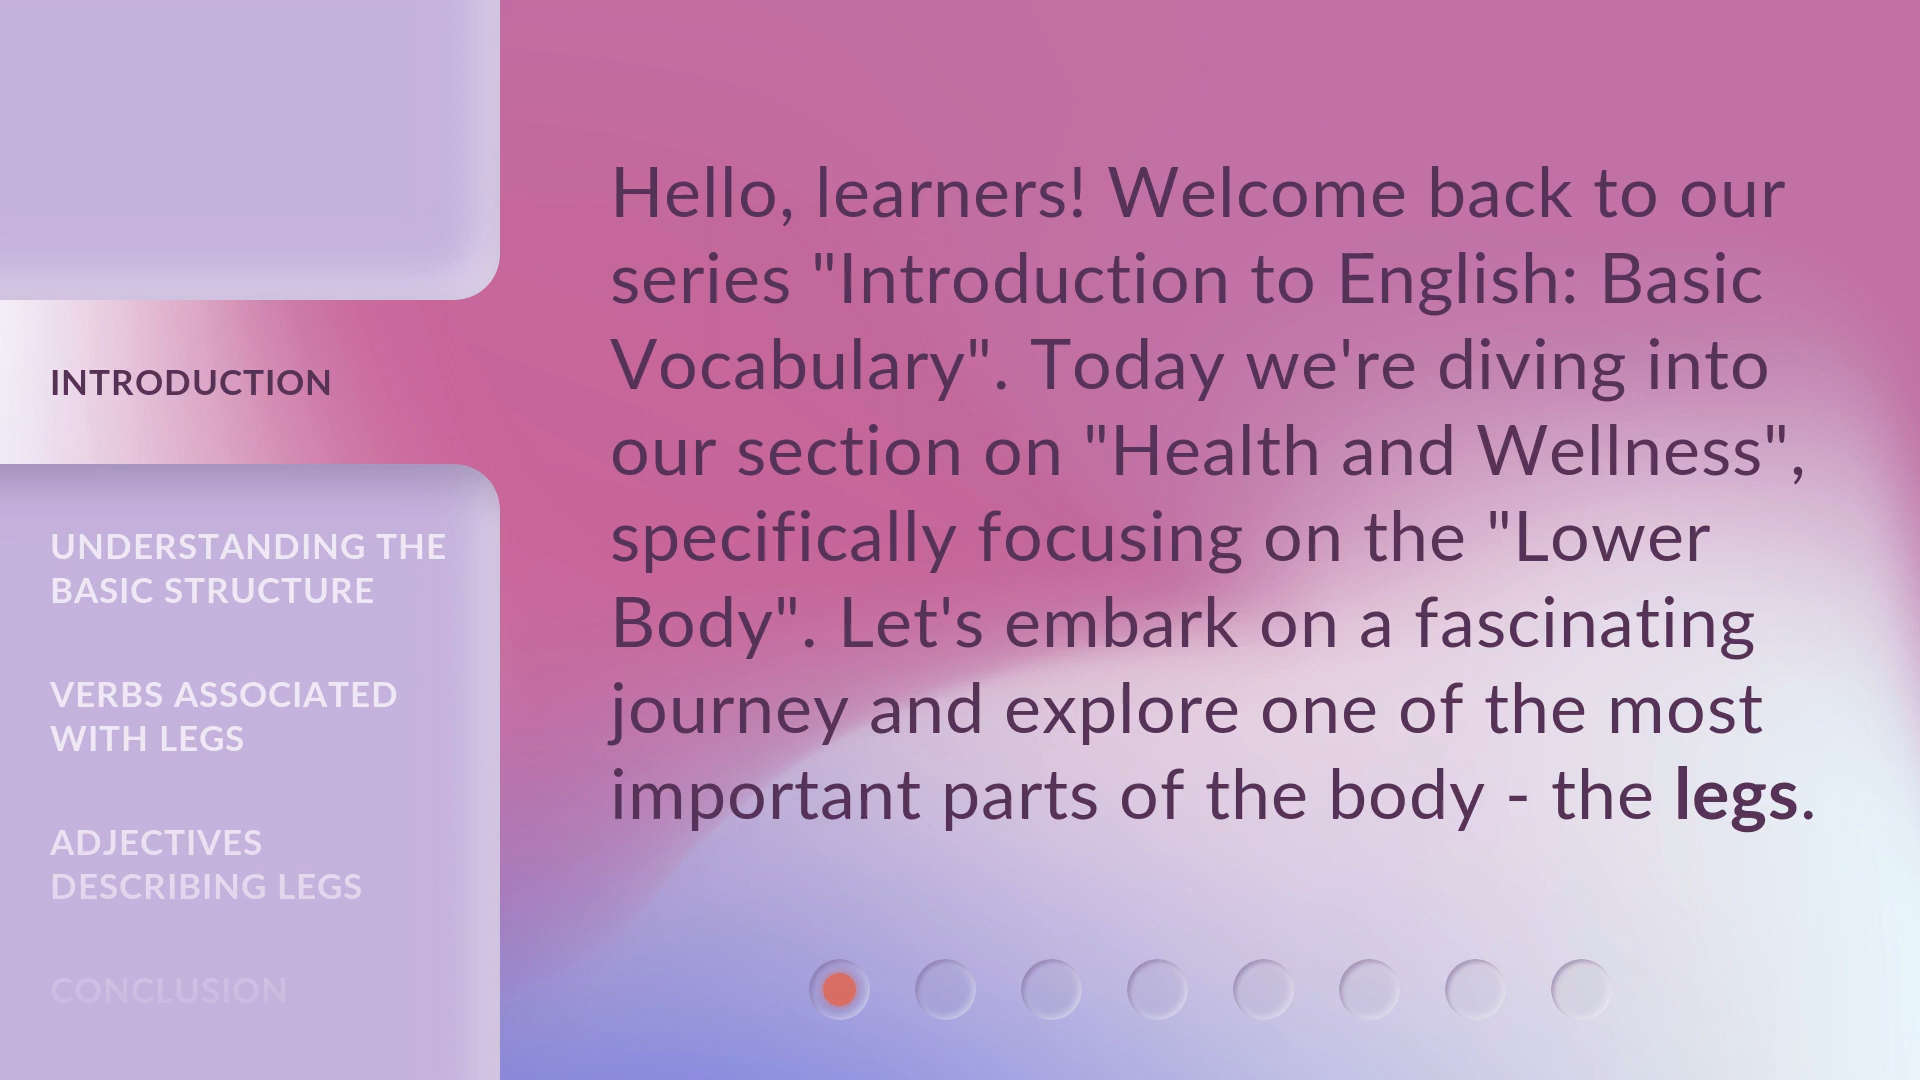 INTRODUCTION
UNDERSTANDING THE
BASIC STRUCTURE
VERBS ASSOCIATED
WITH LEGS
ADJECTIVES
DESCRIBING LEGS
CONCLUSION
Hello, learners! Welcome back to our
series "Introduction to English: Basic
Vocabulary". Today we're diving into
our section on "Health and Wellness",
specifically focusing on the "Lower
Body". Let's embark on a fascinating
journey and explore one of the most
important parts of the body - the legs.